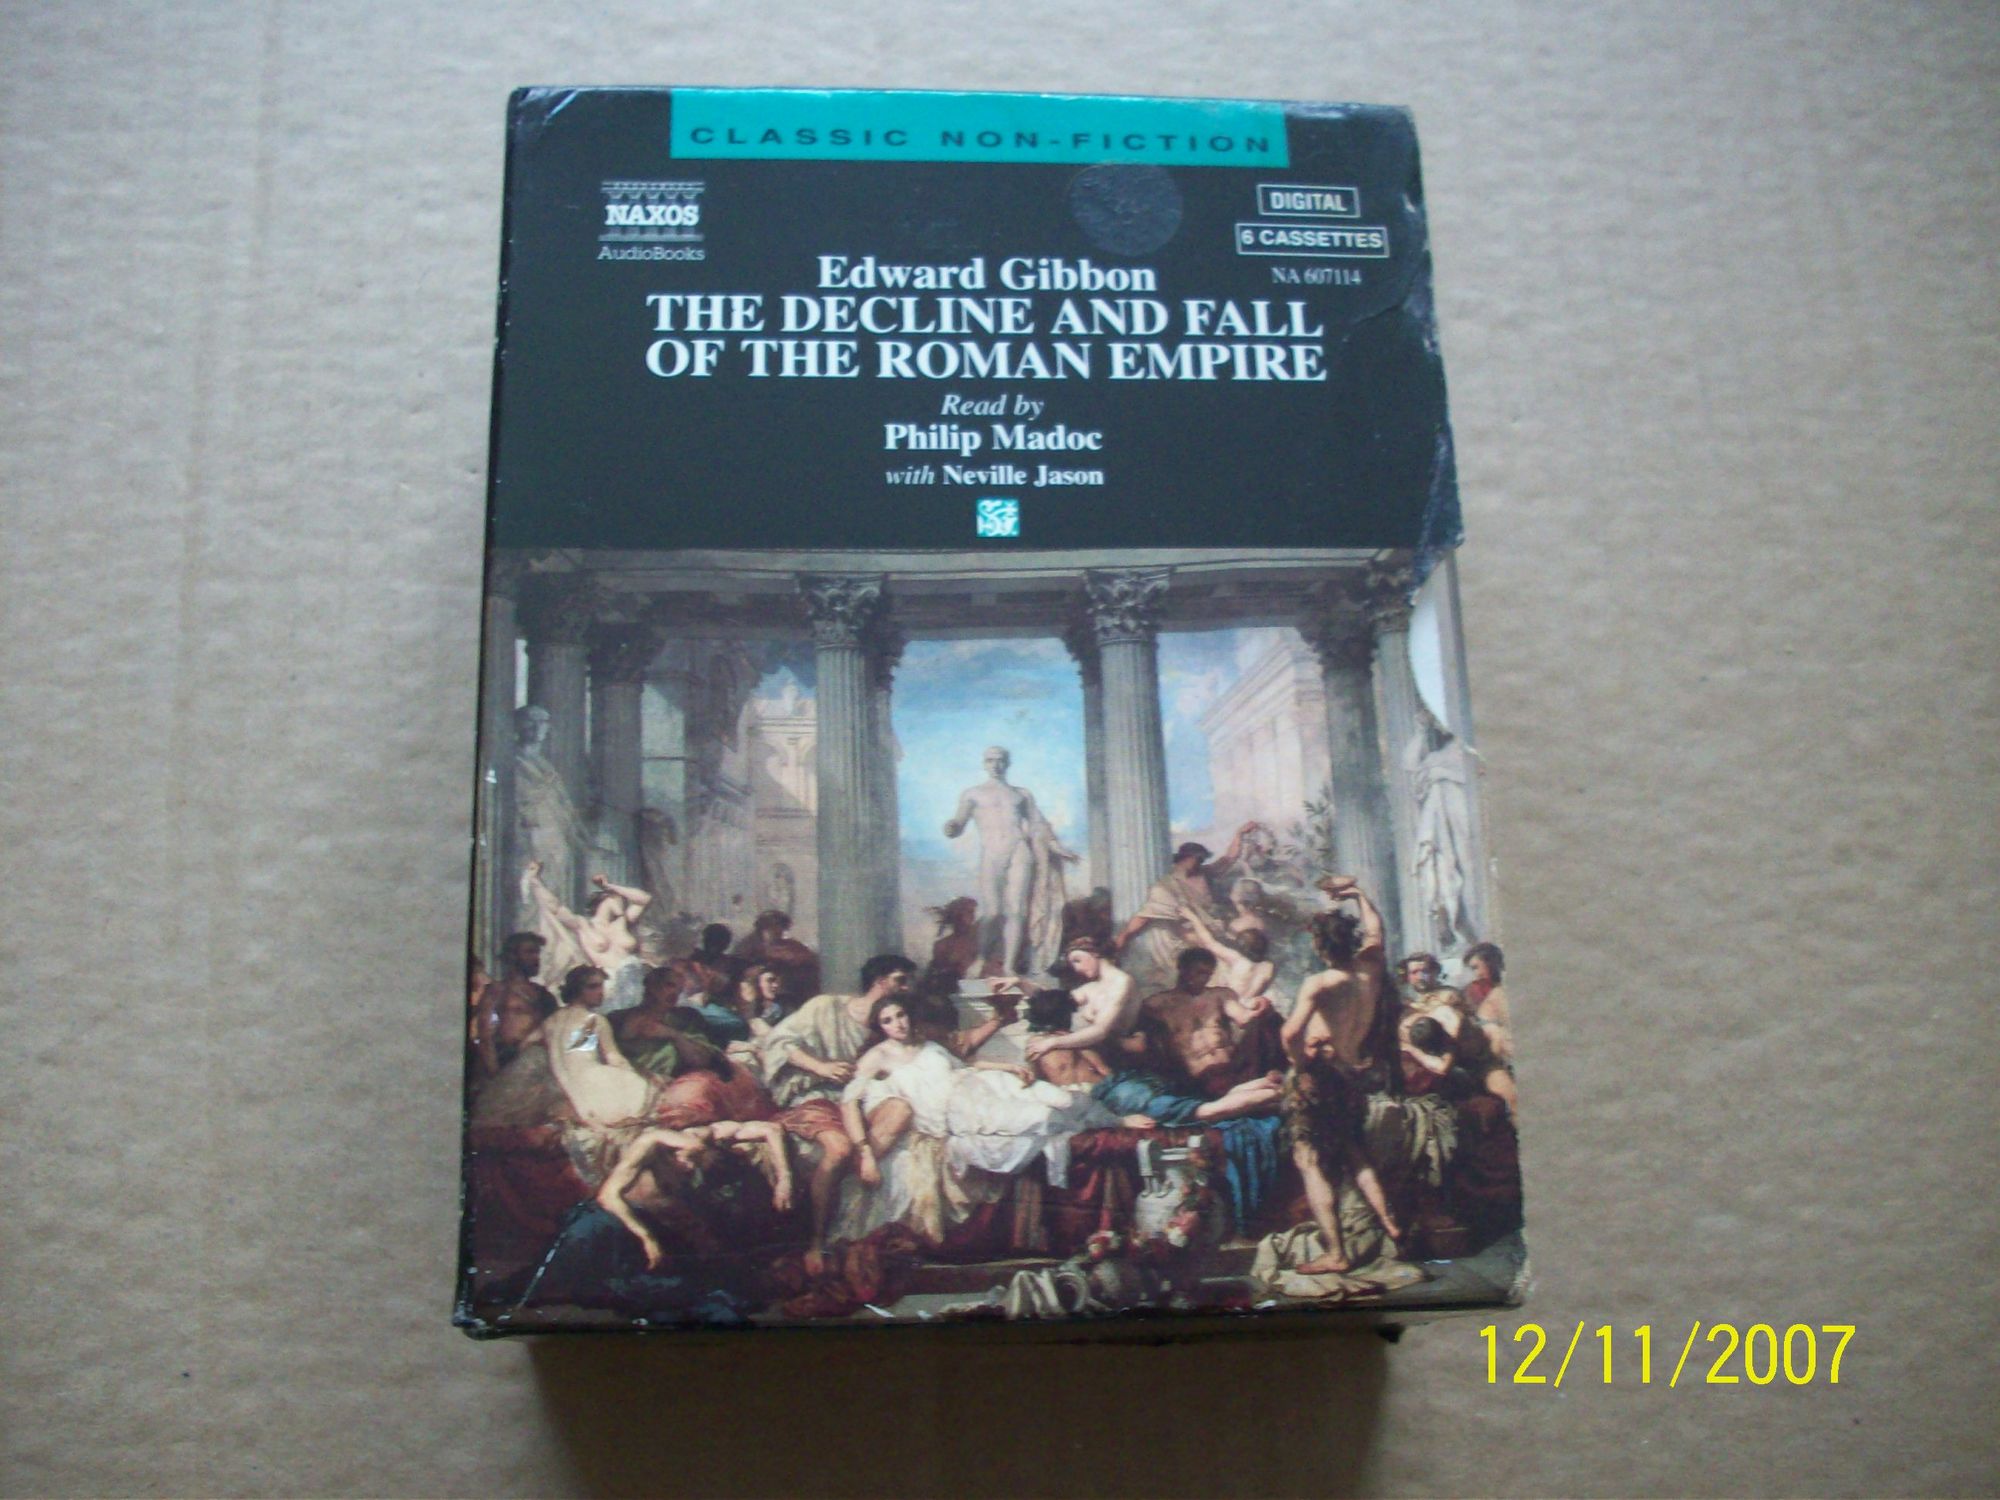 CLASSIC NON-FICTION
NAXOS
AudioBooks
DIGITAL
6 CASSETTES
NA 607114
Edward Gibbon
THE DECLINE AND FALL
OF THE ROMAN EMPIRE
Read by
Philip Madoc
with Neville Jason
12/11/2007